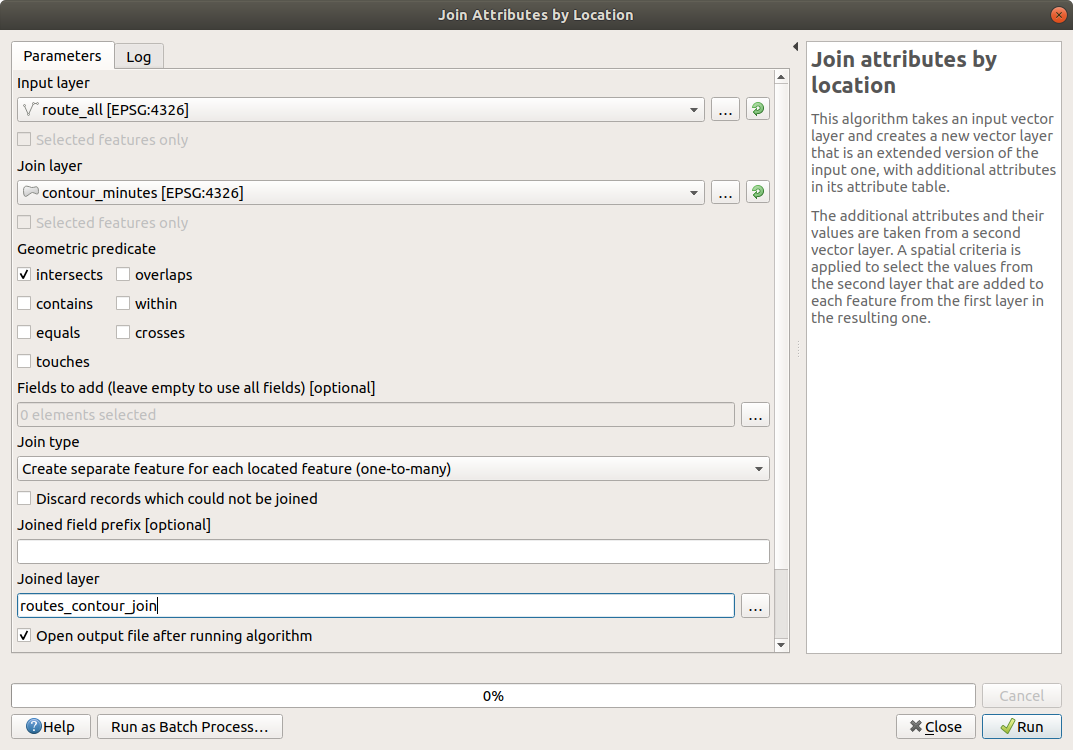 Join Attributes by Location
Parameters
Log
Input layer
route_all [EPSG:4326]
...
Selected features only
Join layer
contour_minutes [EPSG:4326]
...
Selected features only
Geometric predicate
intersects
overlaps
contains
within
equals
crosses
touches
Fields to add (leave empty to use all fields) [optional]
0 elements selected
...
Join type
Create separate feature for each located feature (one-to-many)
Discard records which could not be joined
Joined field prefix [optional]
Joined layer
routes_contour_join
...
Open output file after running algorithm
Join attributes by
location
This algorithm takes an input vector
layer and creates a new vector layer
that is an extended version of the
input one, with additional attributes
in its attribute table.
The additional attributes and their
values are taken from a second
vector layer. A spatial criteria is
applied to select the values from
the second layer that are added to
each feature from the first layer in
the resulting one.
0%
Cancel
Help
Run as Batch Process...
Close
Run